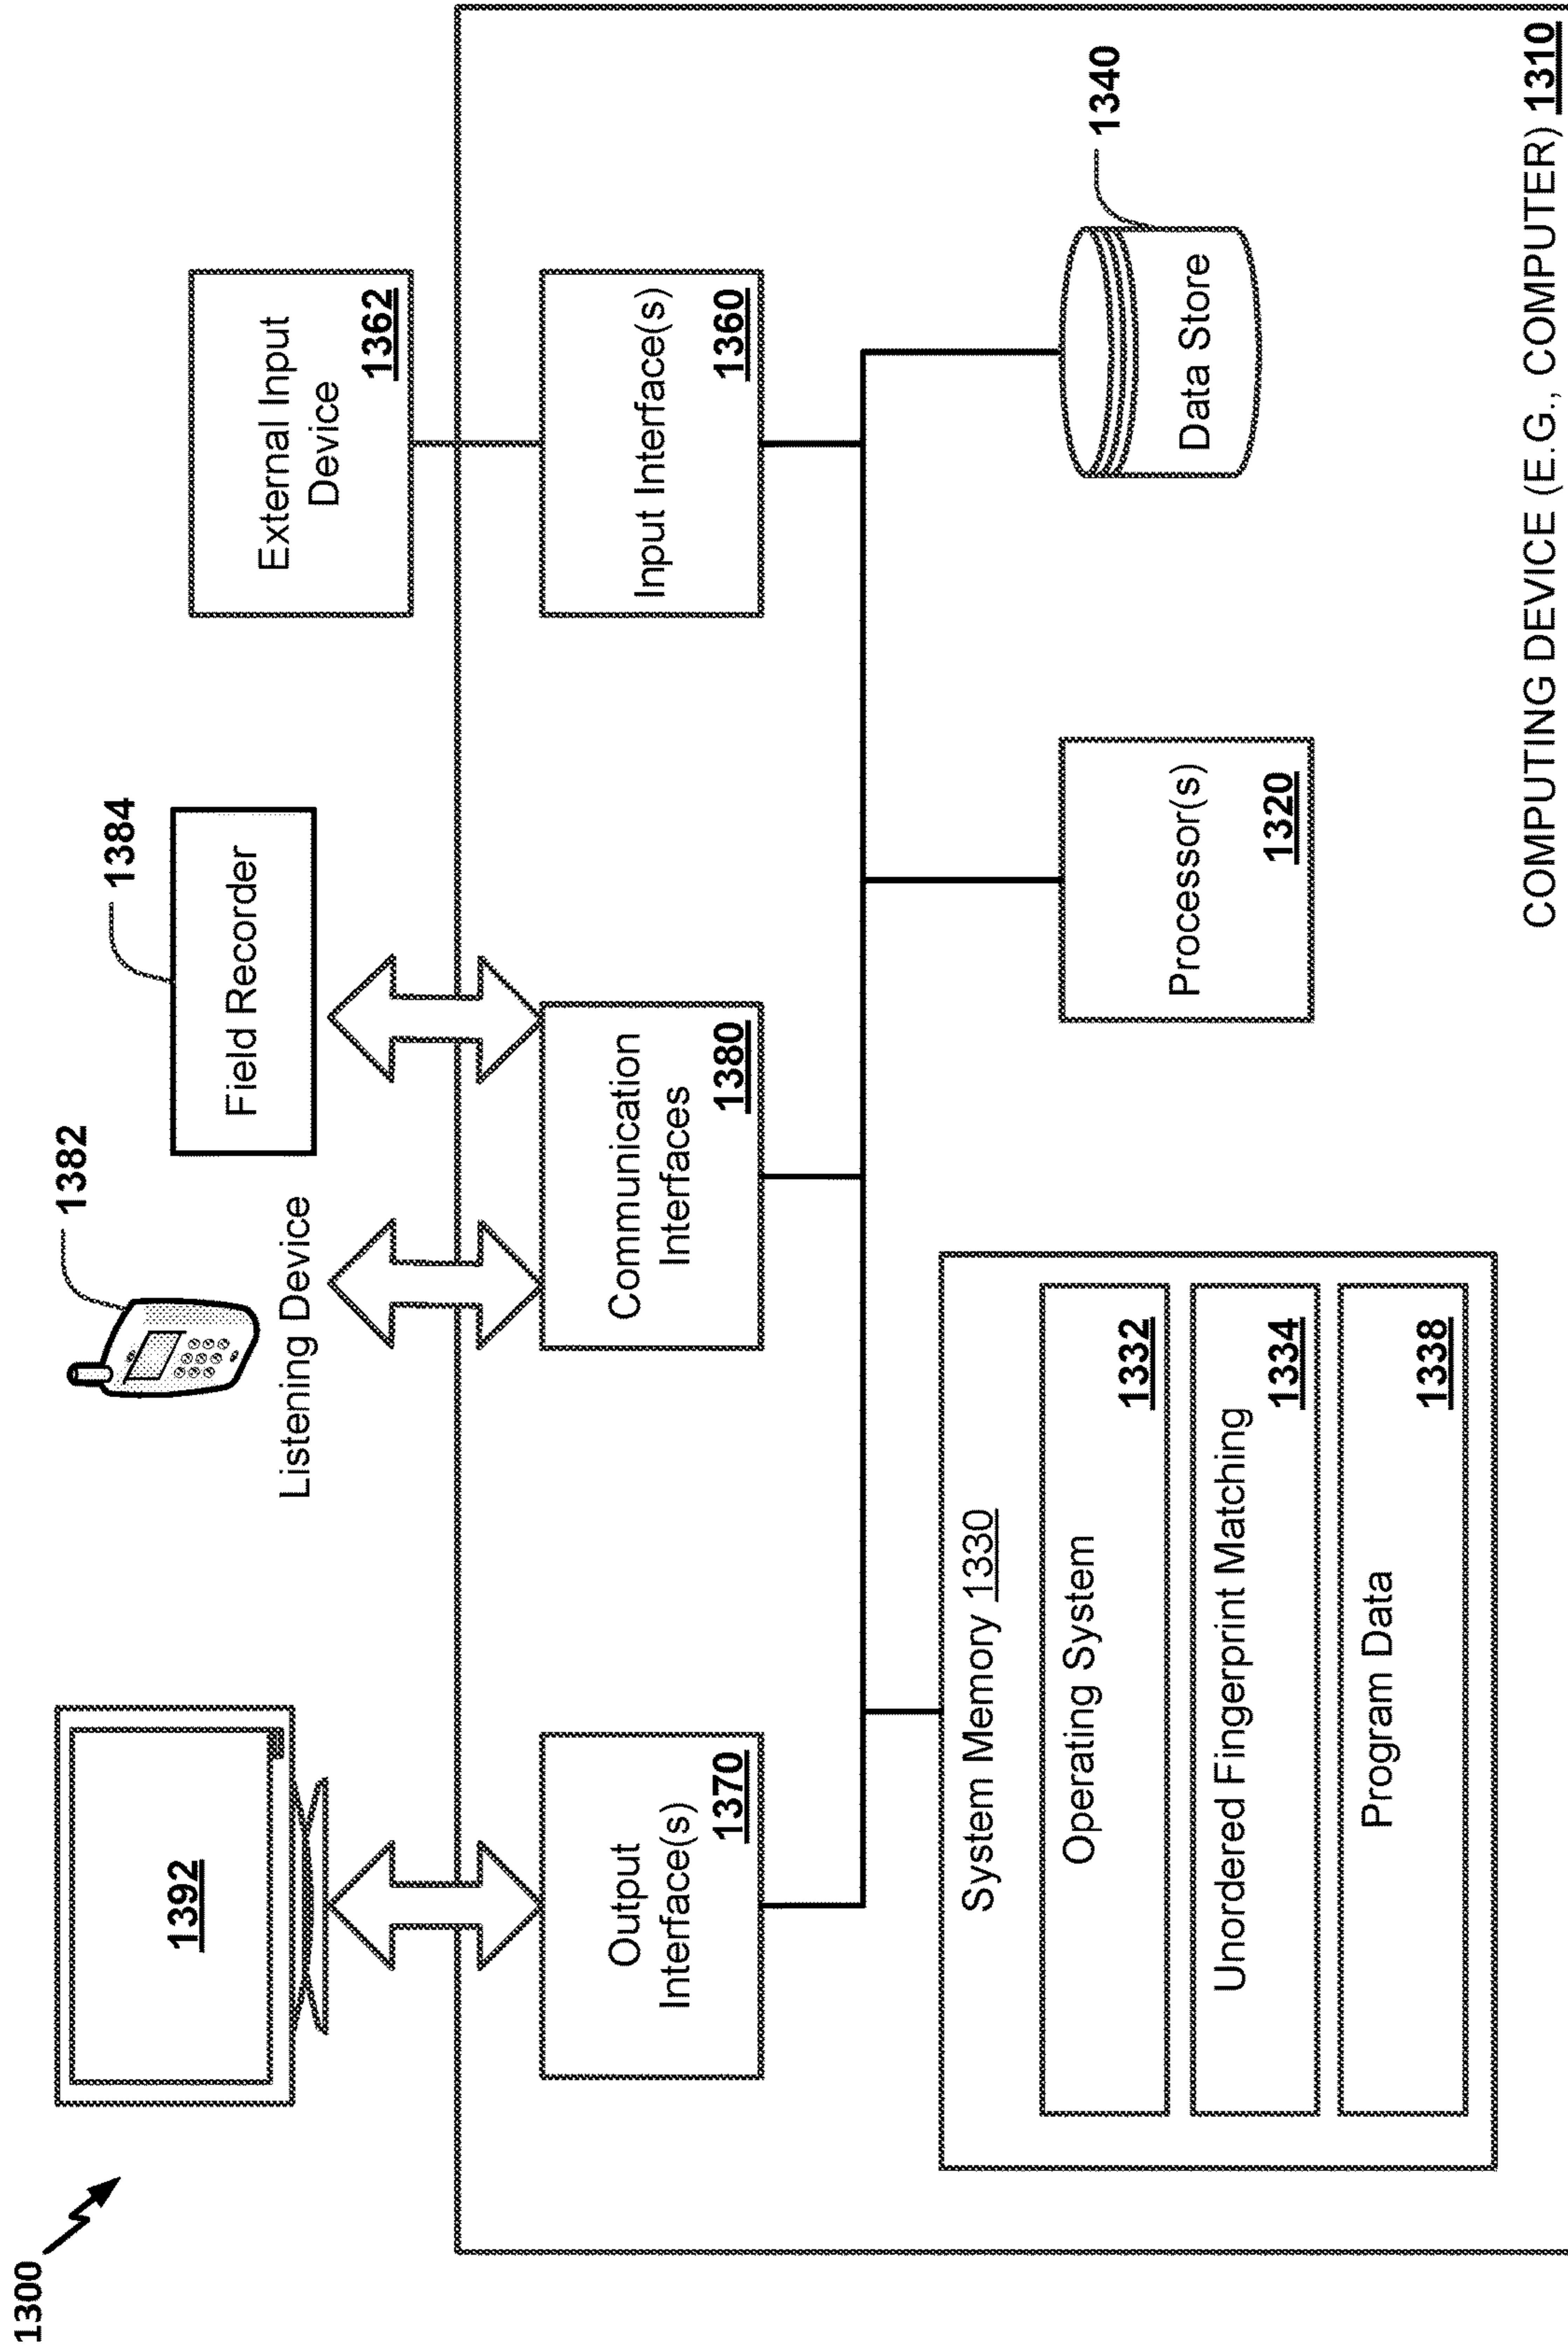 1300
1392
1382
Listening Device
1384
Field Recorder
External Input
Device
1362
Output
Interface(s)
1370
Communication
Interfaces
1380
Input Interface(s)
1360
System Memory 1330
Operating System
1332
Unordered Fingerprint Matching
1334
Program Data
1338
Processor(s)
1320
Data Store
1340
COMPUTING DEVICE (E.G., COMPUTER) 1310